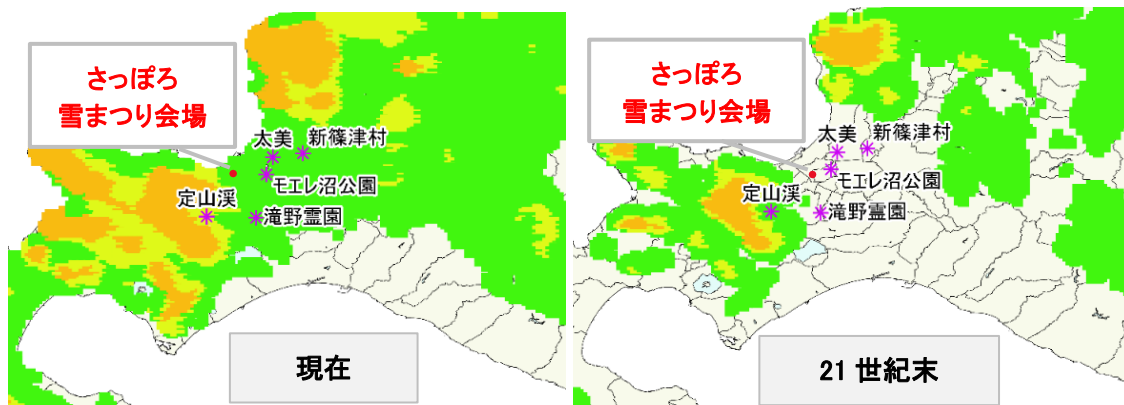 さっぽろ
雪まつり会場
太美
新篠津村
モエレ沼公園
定山渓
滝野霊園
現在
さっぽろ
雪まつり会場
太美
新篠津村
モエレ沼公園
定山渓
滝野霊園
21 世紀末